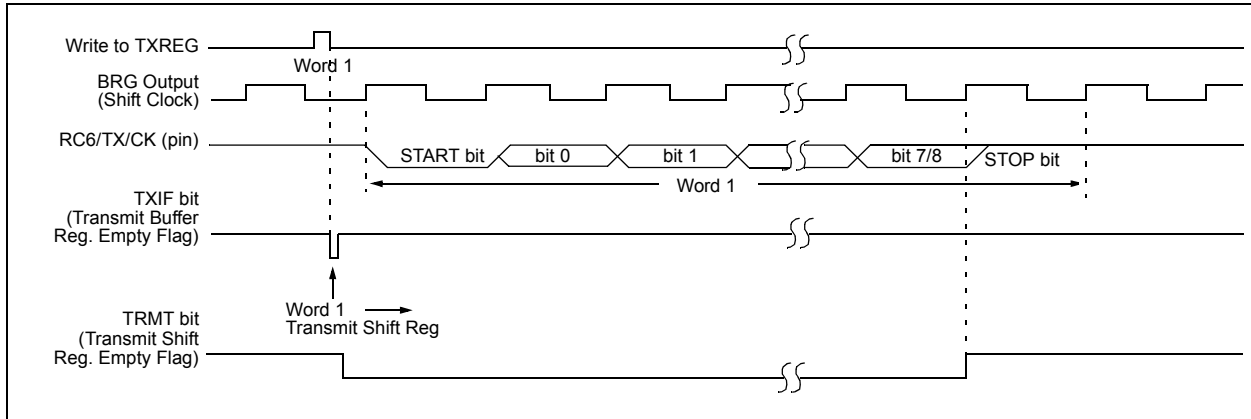 Write to TXREG
Word 1
BRG Output
(Shift Clock)
RC6/TX/CK (pin)
START bit
bit 0
bit 1
bit 7/8
STOP bit
Word 1
TXIF bit
(Transmit Buffer
Reg. Empty Flag)
Word 1
Transmit Shift Reg
TRMT bit
(Transmit Shift
Reg. Empty Flag)